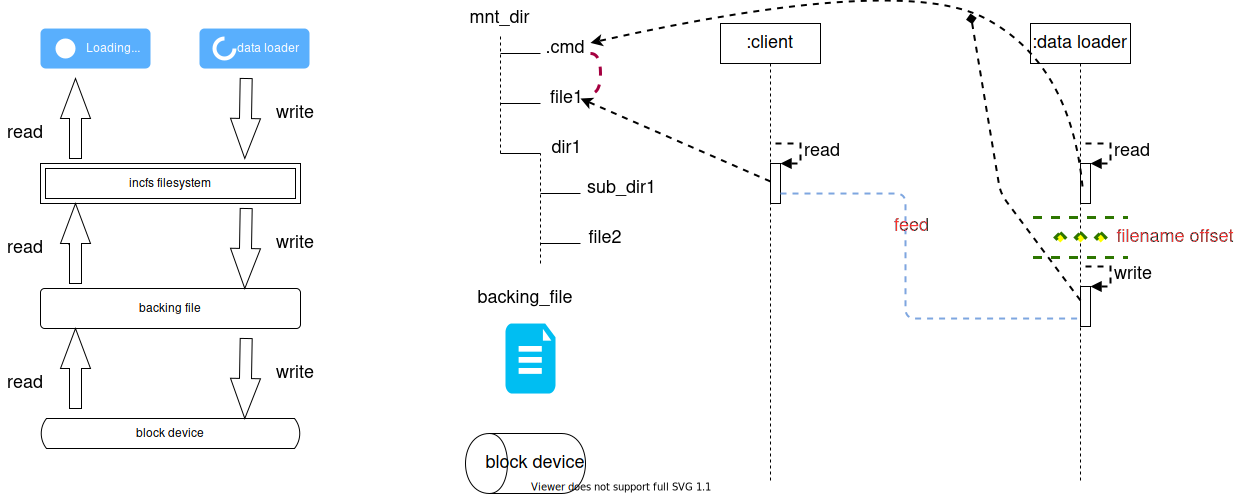 Loading...
data loader
read
write
incfs filesystem
read
write
backing file
read
write
block device
mnt_dir
.cmd
file1
dir1
sub_dir1
file2
backing_file
block device
:client
read
feed
:data loader
read
filename offset
write
Viewer does not support full SVG 1.1